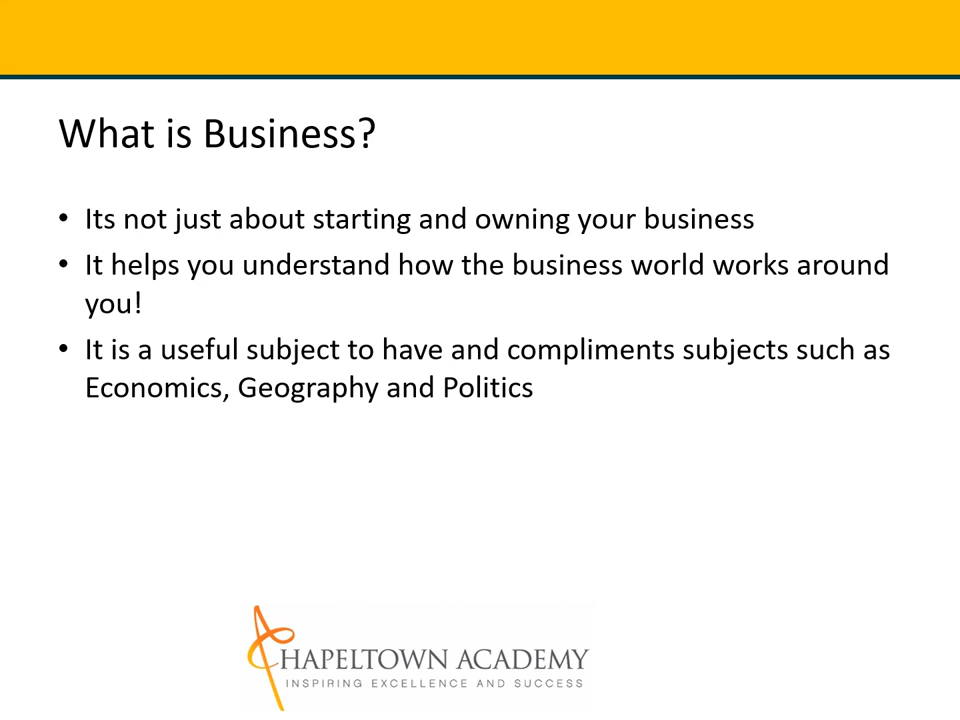 What is Business?
• Its not just about starting and owning your business
• It helps you understand how the business world works around
you!
• It is a useful subject to have and compliments subjects such as
Economics, Geography and Politics
CHAPELTOWN ACADEMY
INSPIRING EXCELLENCE AND SUCCESS